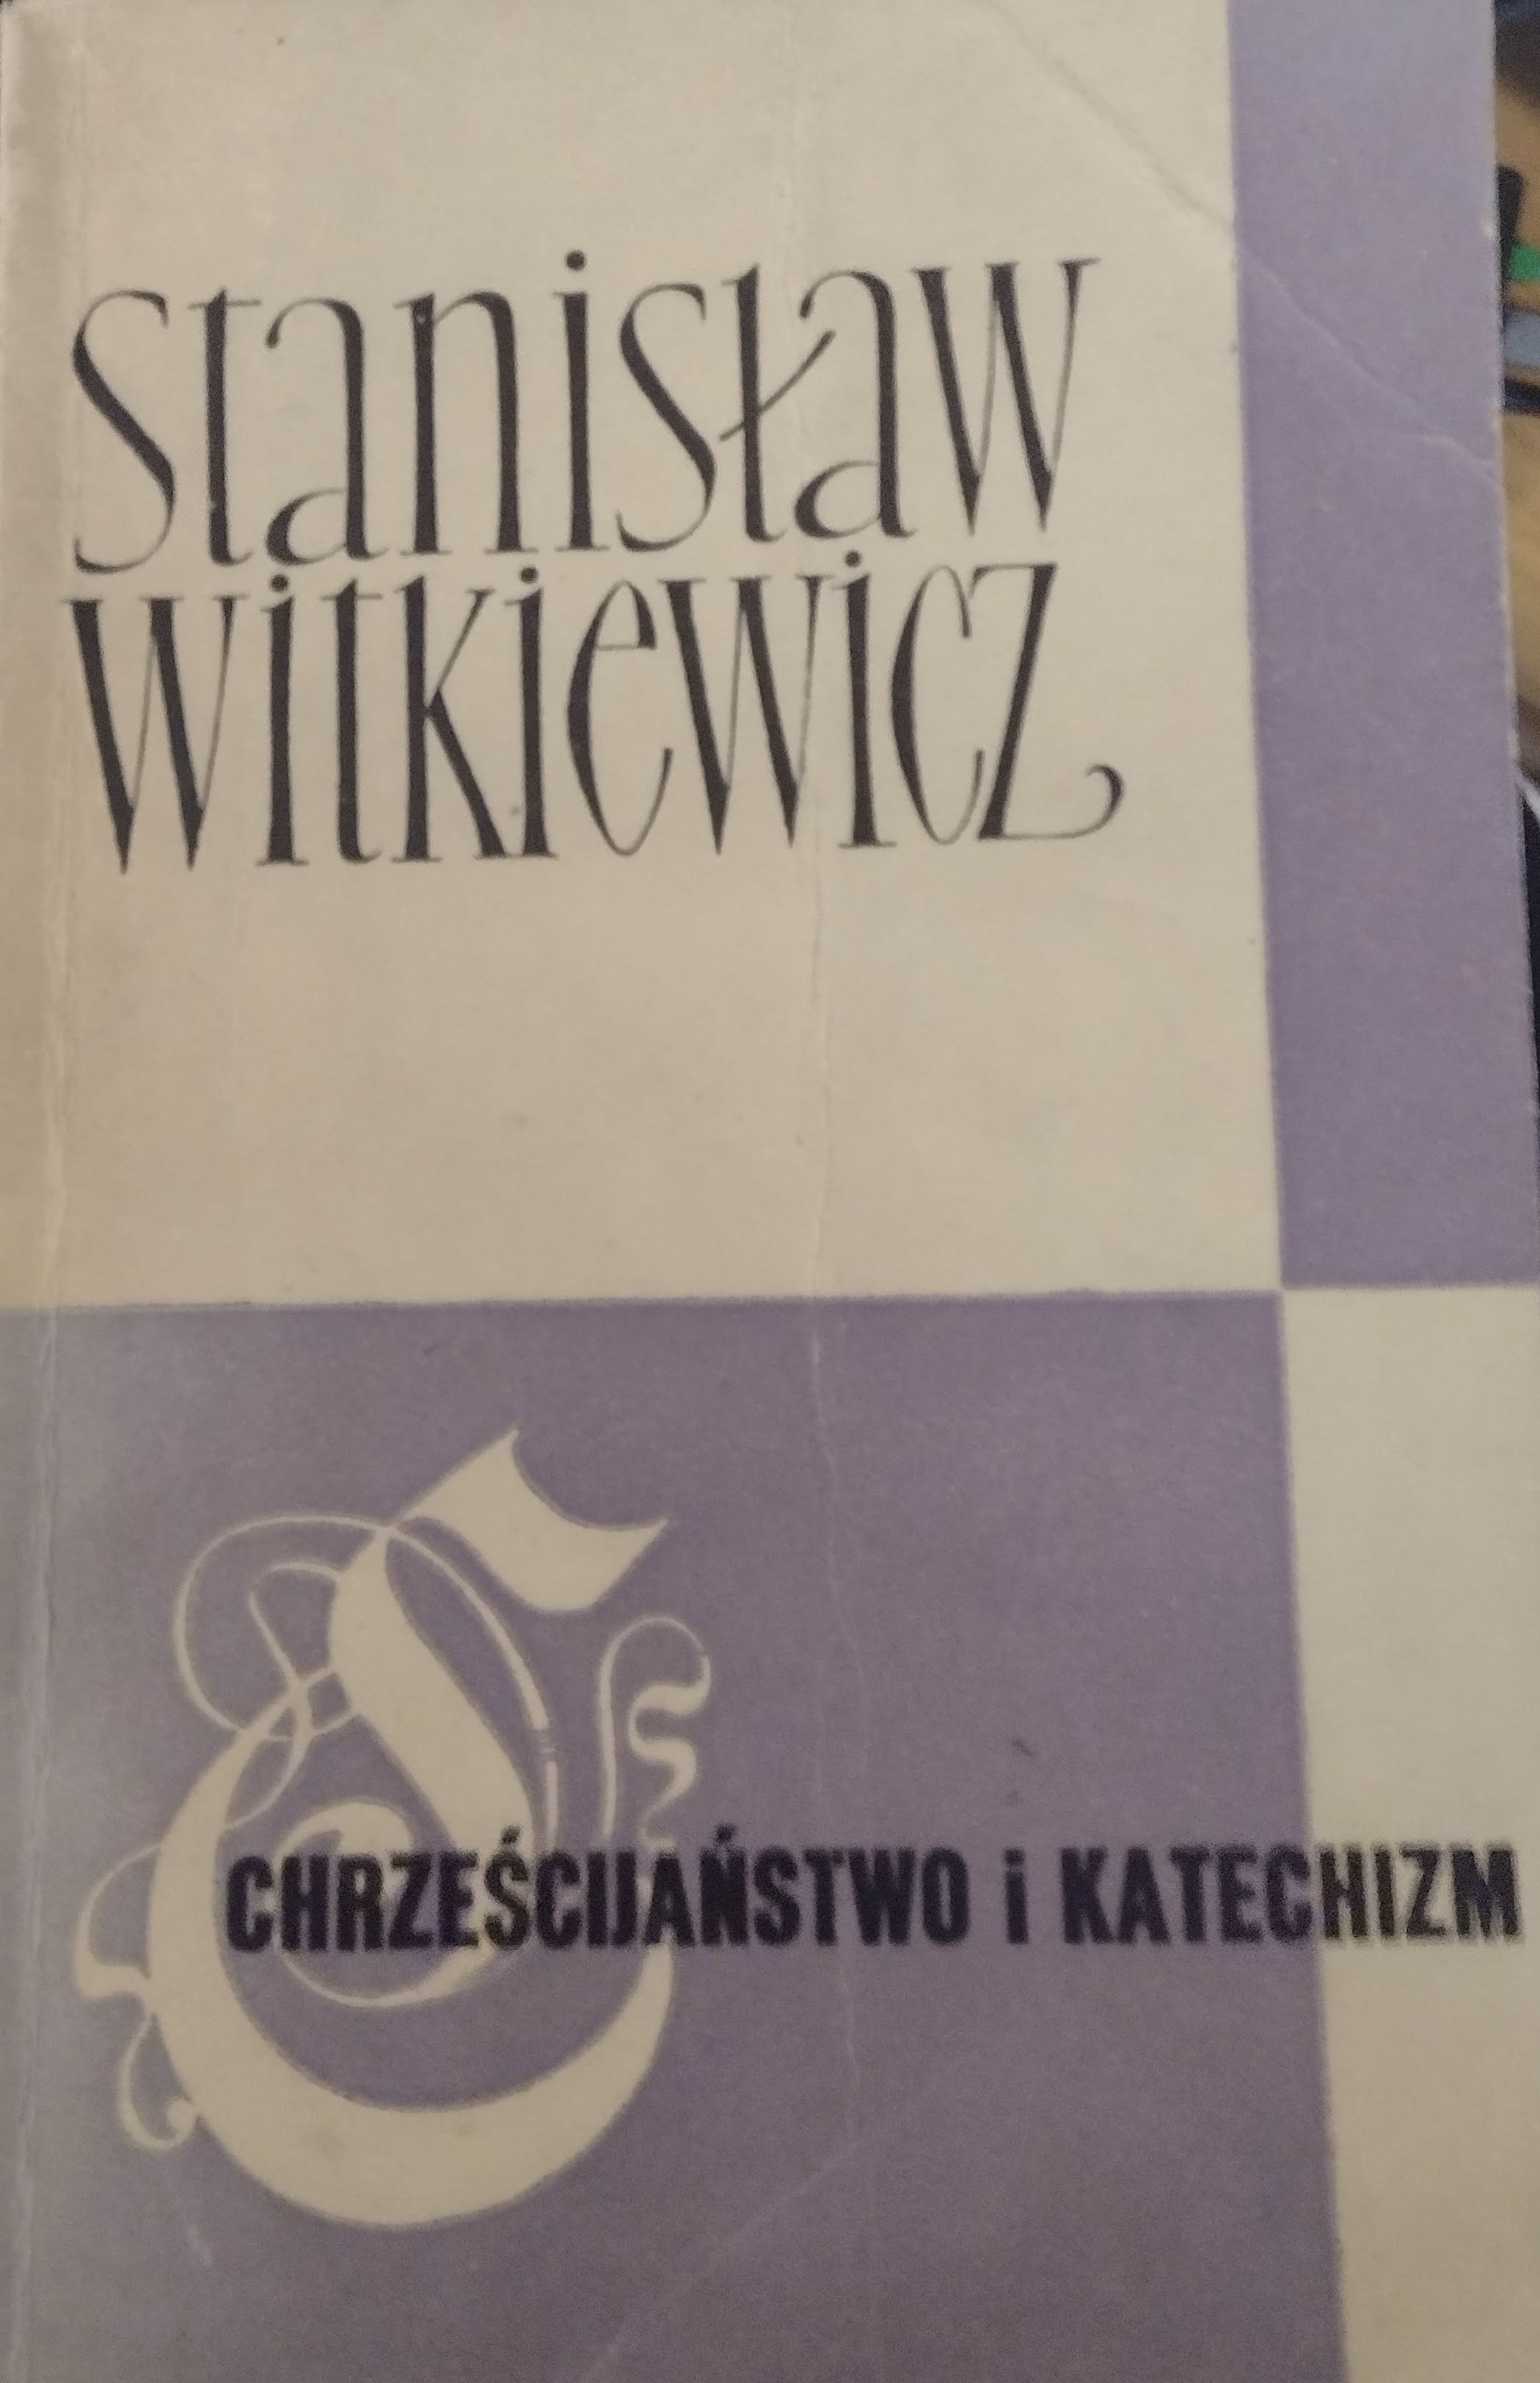 stanisław
witkiewicz
C
CHRZEŚCIJAŃSTWO i KATECHIZM